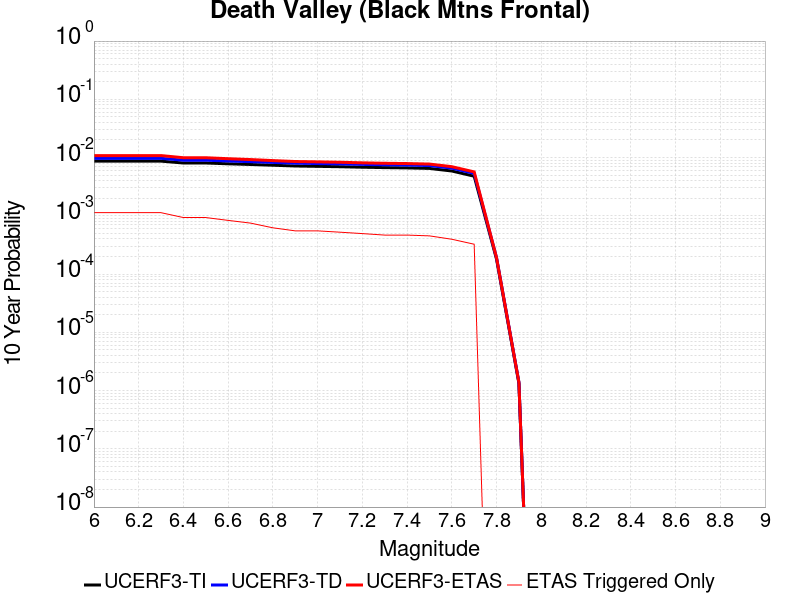 Death Valley (Black Mtns Frontal)
10 0
10 -1
10 -2
10 -3
10 -4
10 -5
10 -6
10 -7
10 -8
10 Year Probability
6 6.2 6.4 6.6 6.8 7 7.2 7.4 7.6 7.8 8 8.2 8.4 8.6 8.8 9
Magnitude
UCERF3-TI UCERF3-TD UCERF3-ETAS ETAS Triggered Only